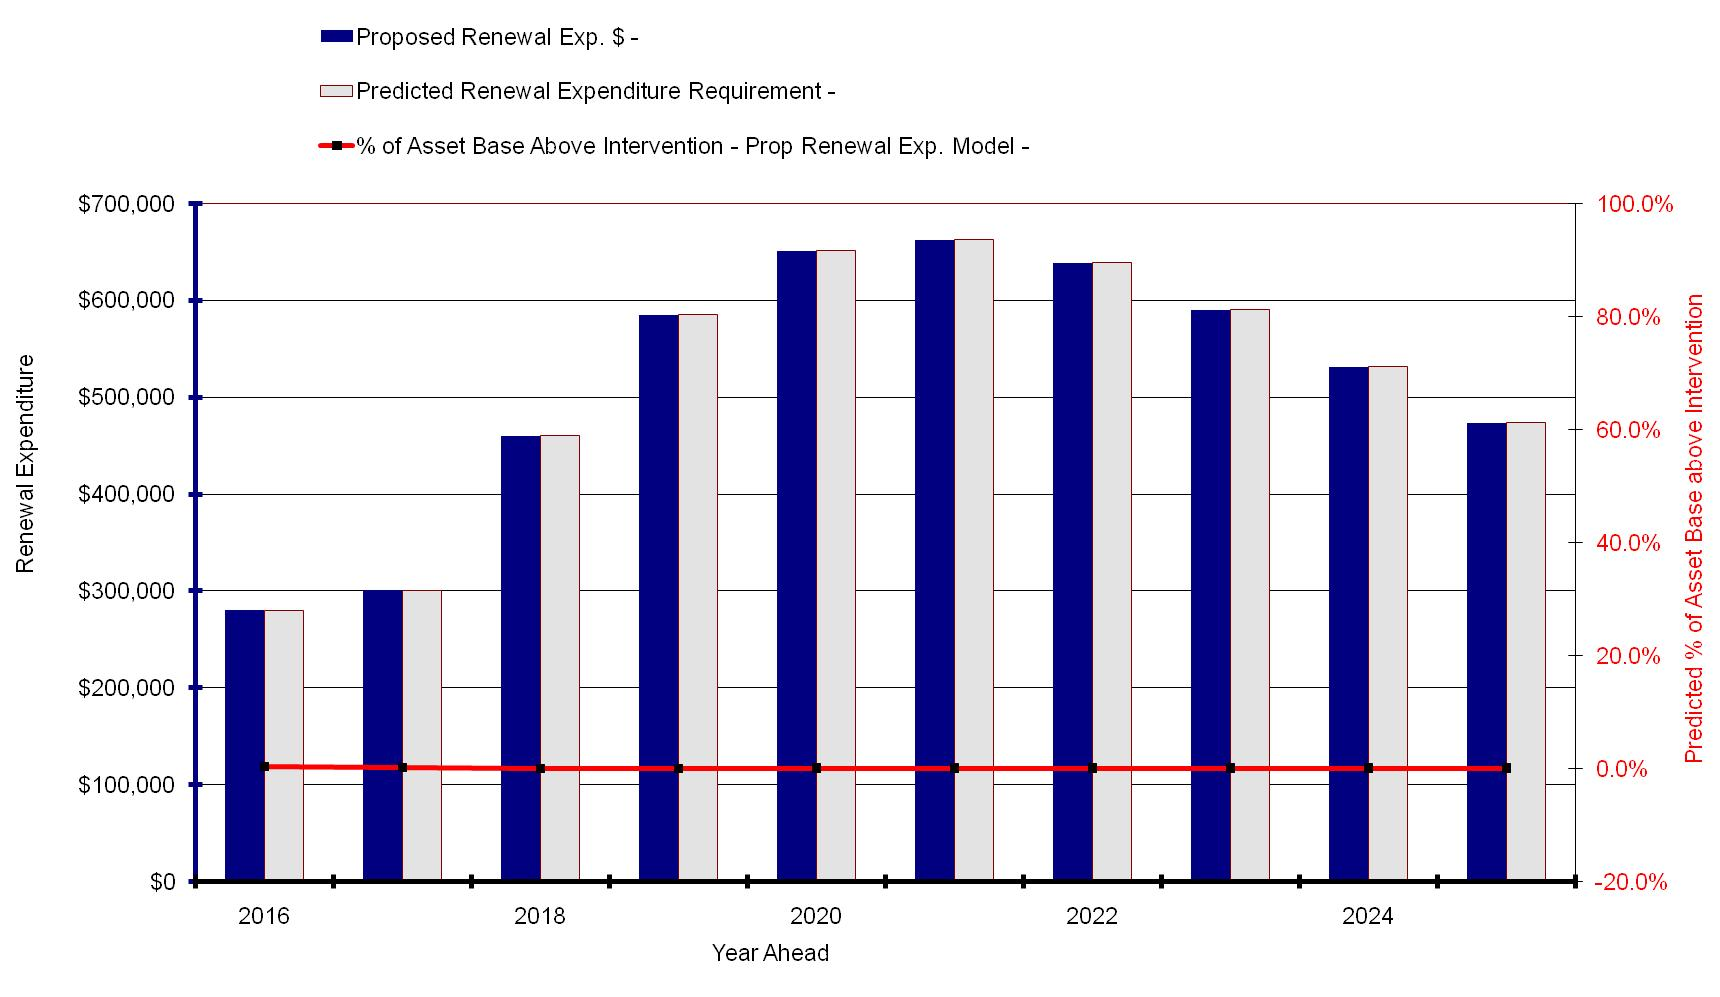 Proposed Renewal Exp. $ -
Predicted Renewal Expenditure Requirement -
% of Asset Base Above Intervention - Prop Renewal Exp. Model -
$700,000
$600,000
$500,000
$400,000
$300,000
$200,000
$100,000
$0
Renewal Expenditure
100.0%
80.0%
60.0%
40.0%
20.0%
0.0%
-20.0%
Predicted % of Asset Base above Intervention
2016 2018 2020 2022 2024
Year Ahead